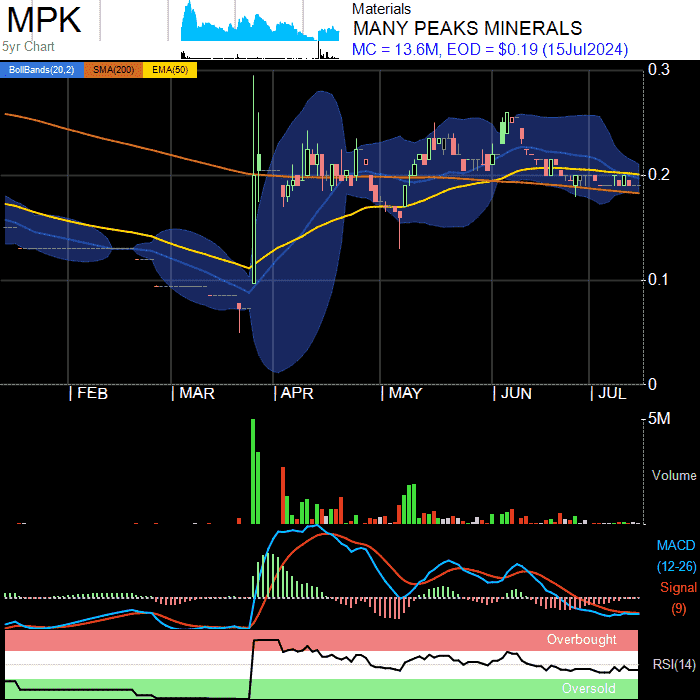 MPK
5yr Chart
Materials
MANY PEAKS MINERALS
MC = 13.6M, EOD = $0.19 (15Jul2024)
BollBands(20,2) SMA(200) EMA(50)
0.3
0.2
0.1
0
| FEB | MAR | APR | MAY | JUN | JUL
5M
Volume
MACD
(12-26)
Signal
(9)
Overbought
RSI(14)
Oversold